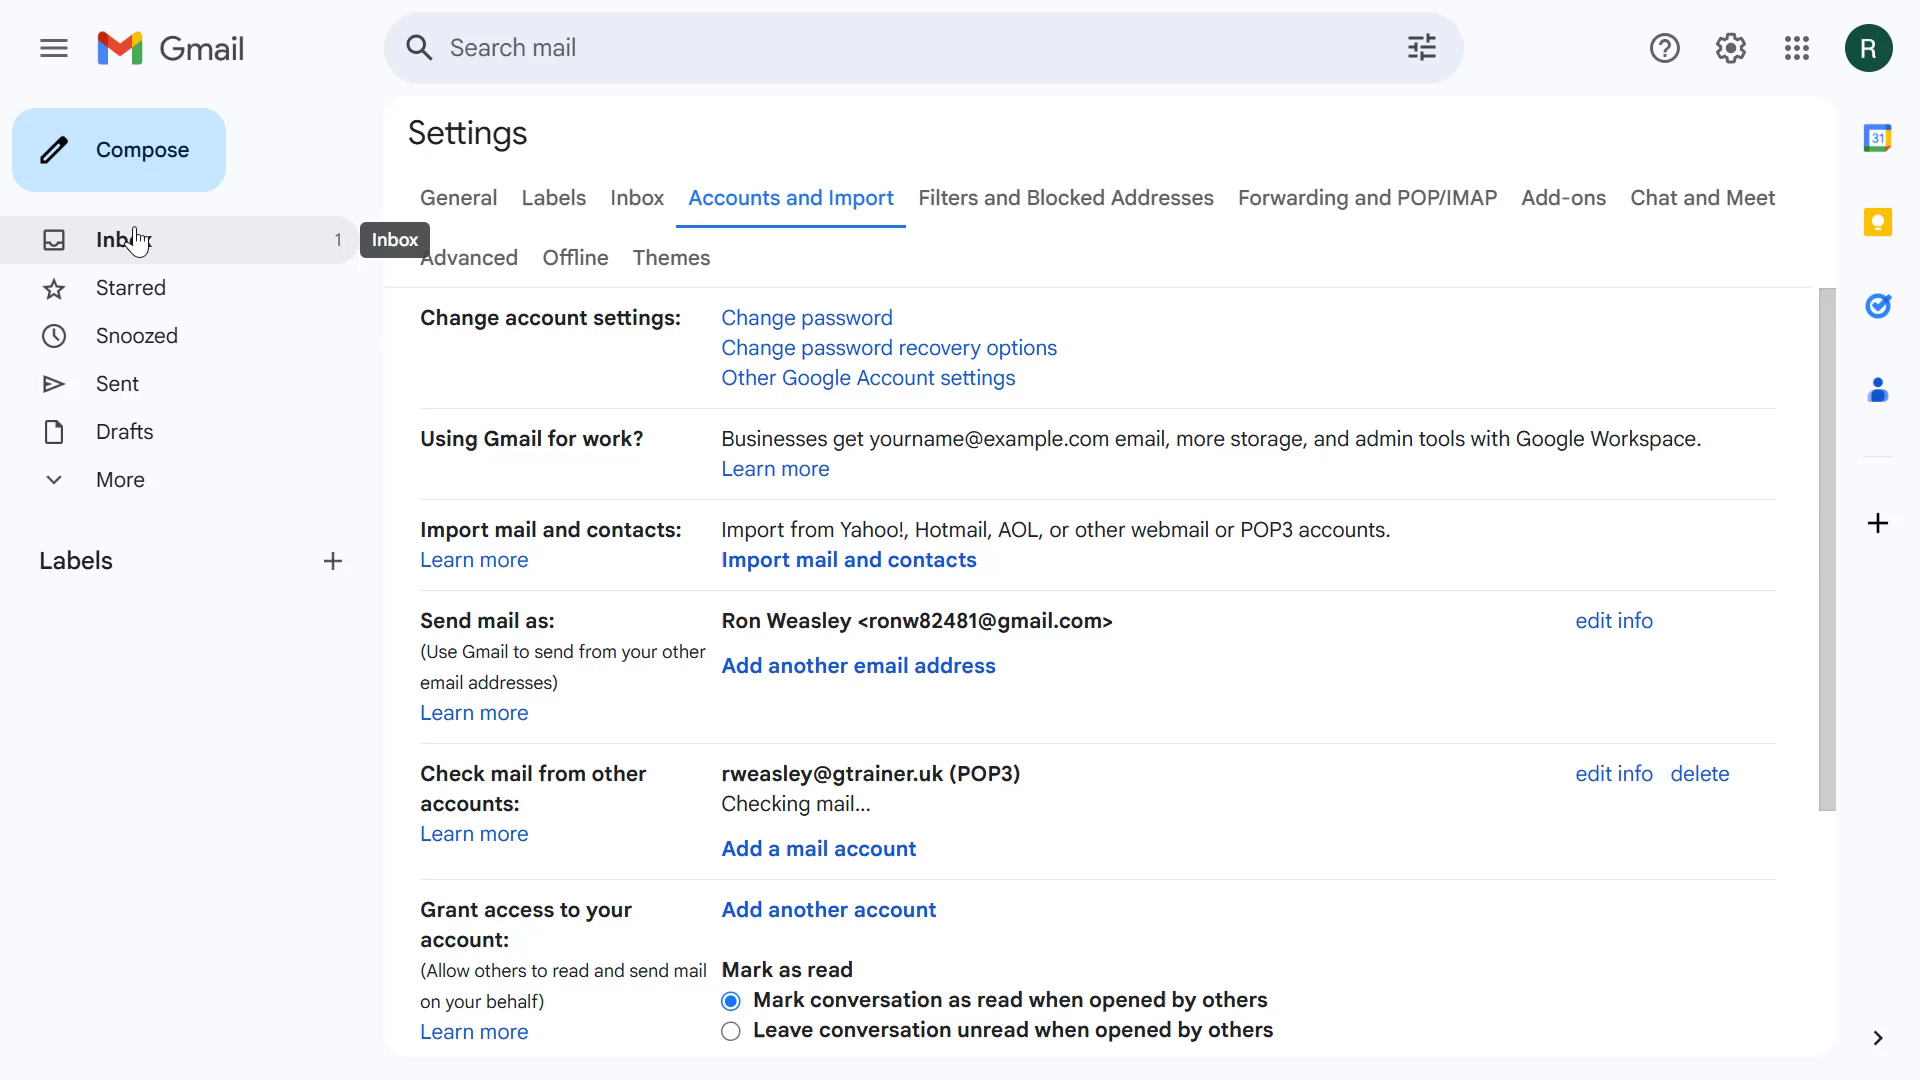 Gmail
Search mail
R
Compose
Inbox 1
Inbox
Starred
Snoozed
Sent
Drafts
More
Labels
Settings
General Labels Inbox Accounts and Import Filters and Blocked Addresses Forwarding and POP/IMAP Add-ons Chat and Meet
Advanced Offline Themes
Change account settings: Change password
Change password recovery options
Other Google Account settings
Using Gmail for work? Businesses get yourname@example.com email, more storage, and admin tools with Google Workspace.
Learn more
Import mail and contacts: Import from Yahoo!, Hotmail, AOL, or other webmail or POP3 accounts.
Learn more Import mail and contacts
Send mail as: Ron Weasley <ronw82481@gmail.com> edit info
(Use Gmail to send from your other
email addresses)
Add another email address
Learn more
Check mail from other
accounts:
Learn more
rweasley@gtrainer.uk (POP3) edit info delete
Checking mail...
Add a mail account
Grant access to your
account:
(Allow others to read and send mail
on your behalf)
Learn more
Add another account
Mark as read
Mark conversation as read when opened by others
Leave conversation unread when opened by others
31